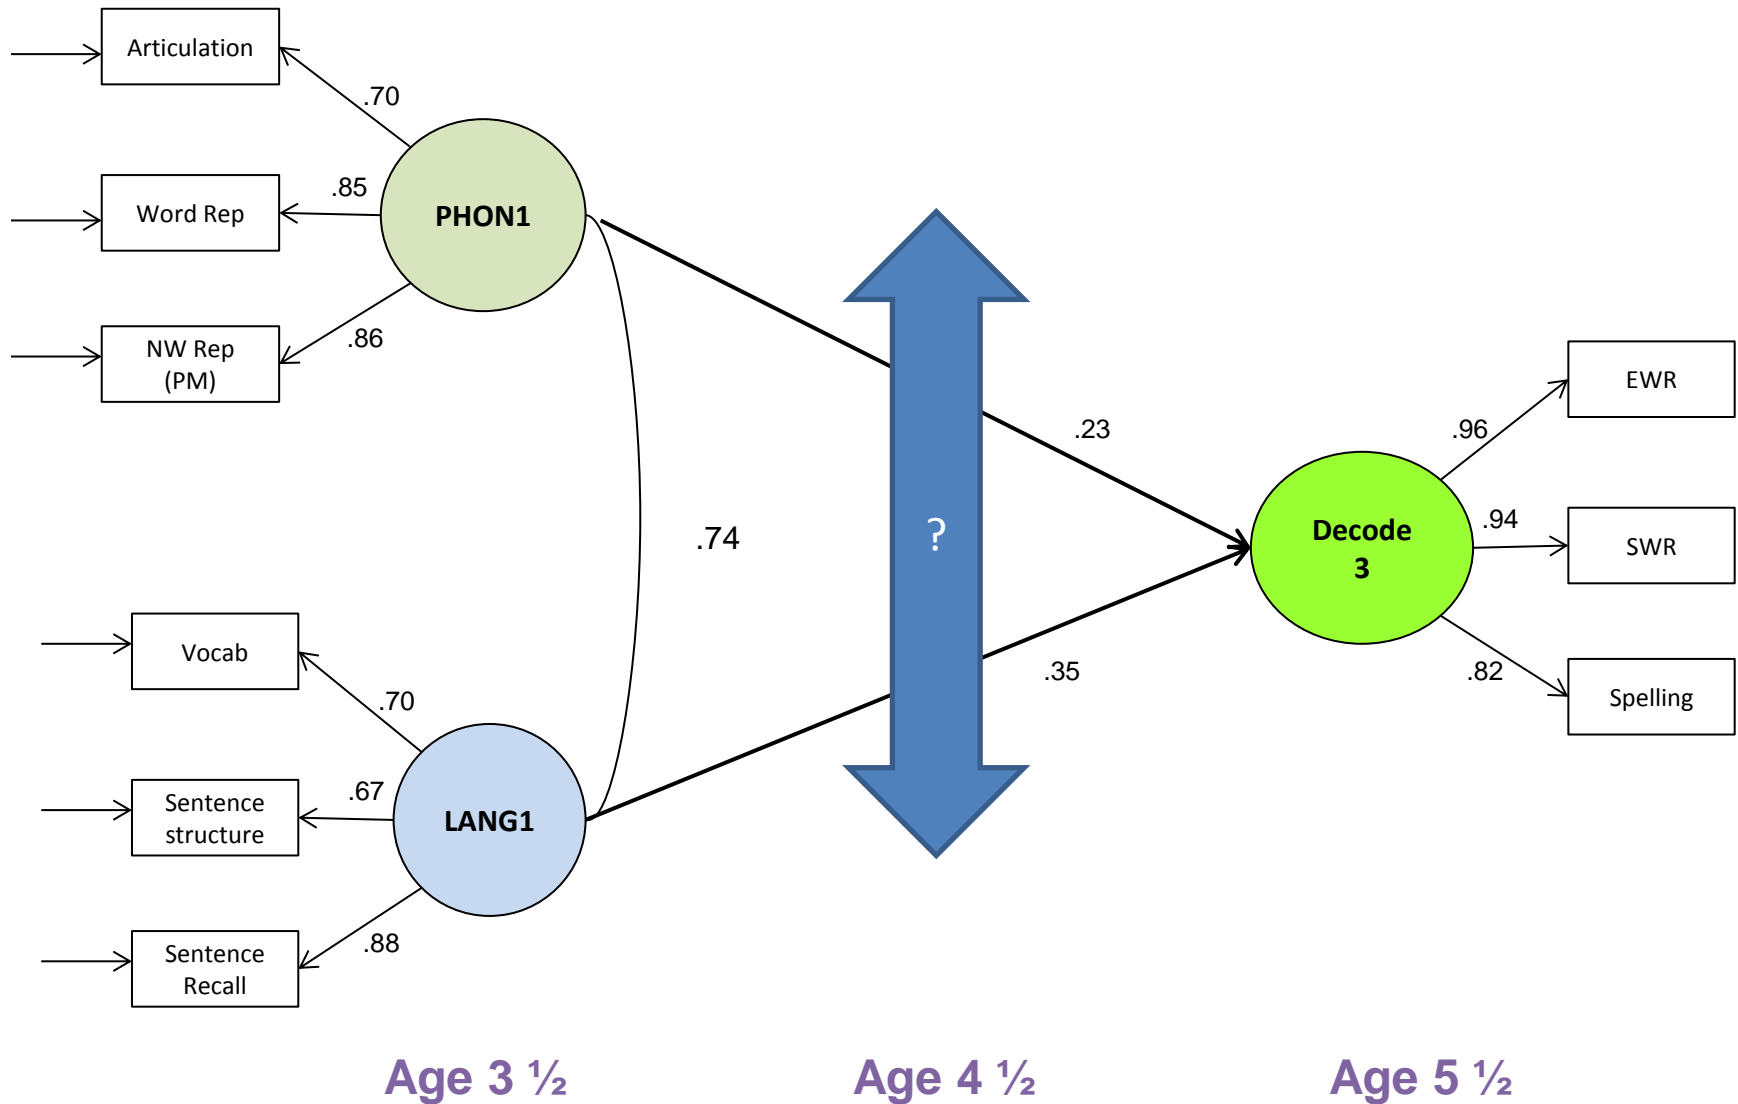 Articulation
.70
Word Rep
.85
PHON1
NW Rep
(PM)
.86
.74
Vocab
.70
Sentence
structure
.67
LANG1
Sentence
Recall
.88
?
.23
.35
Decode
3
.96
EWR
.94
SWR
.82
Spelling
Age 3 ½
Age 4 ½
Age 5 ½